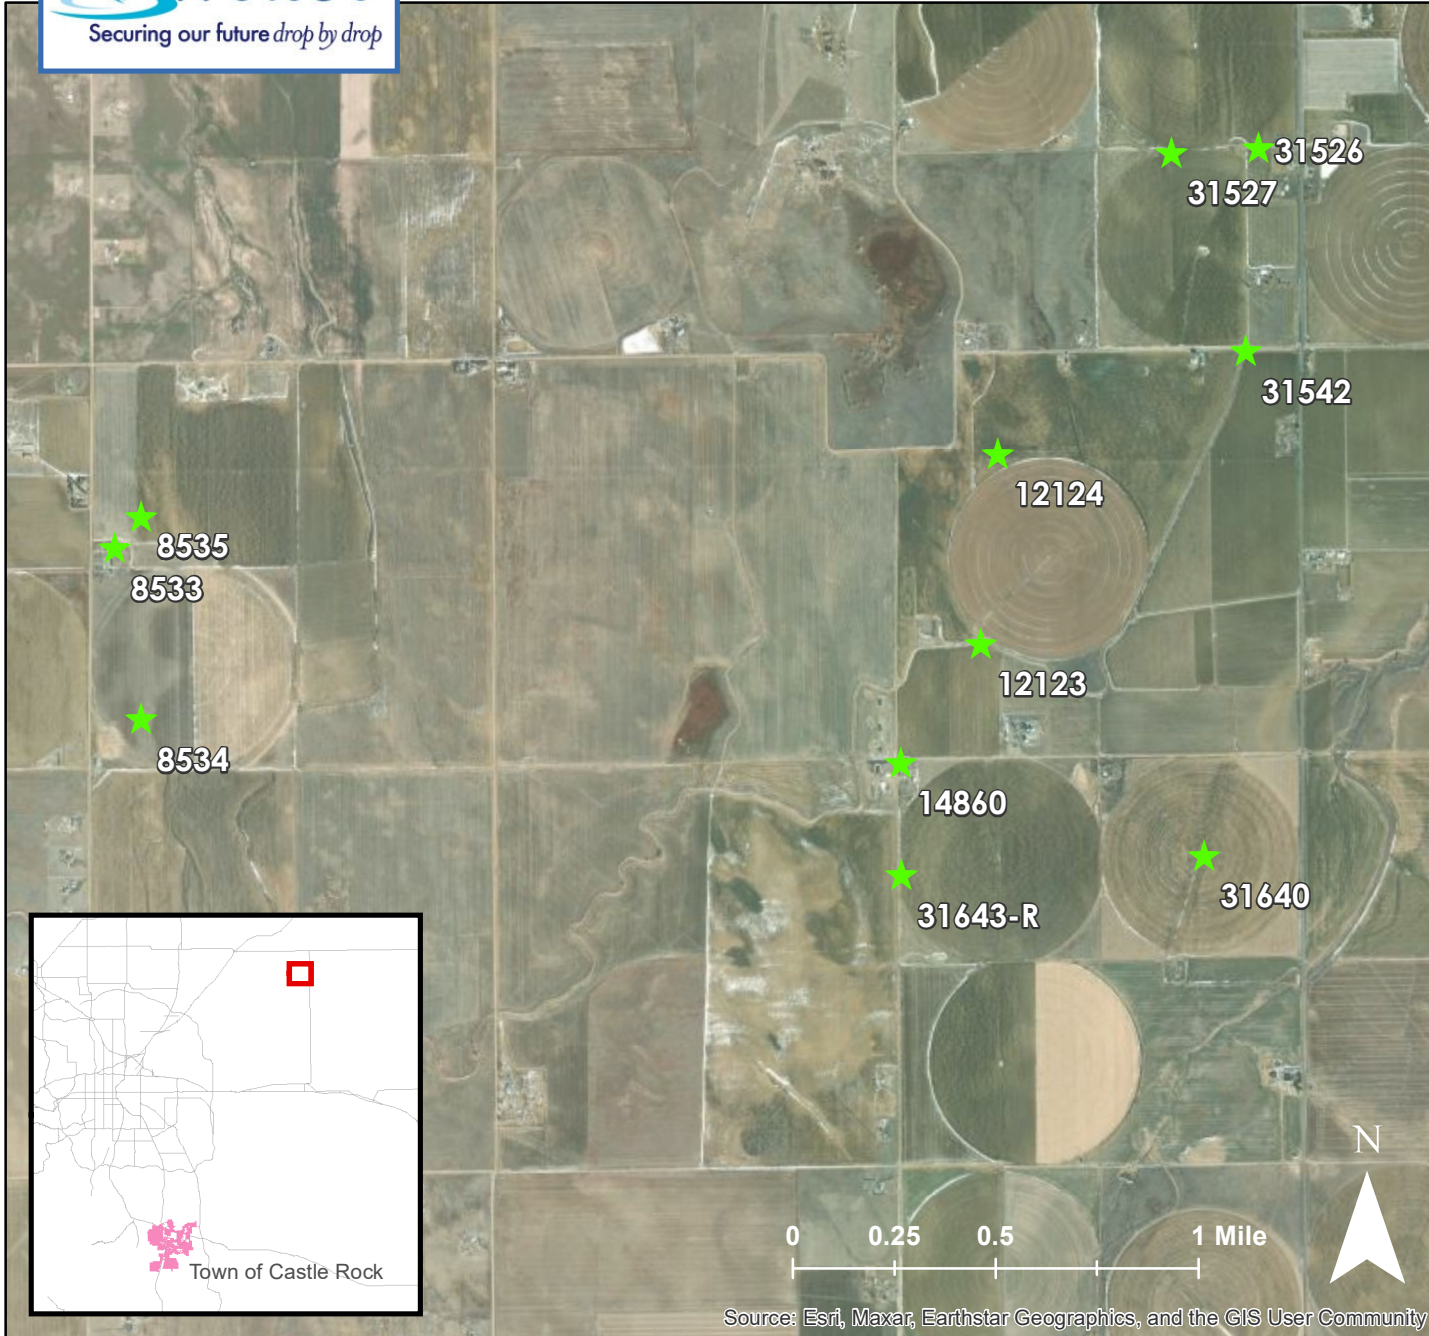 Securing our future drop by drop
31526
31527
31542
12124
8535
8533
12123
8534
14860
31640
31643-R
N
0 0.25 0.5 1 Mile
Town of Castle Rock
Source: Esri, Maxar, Earthstar Geographics, and the GIS User Community